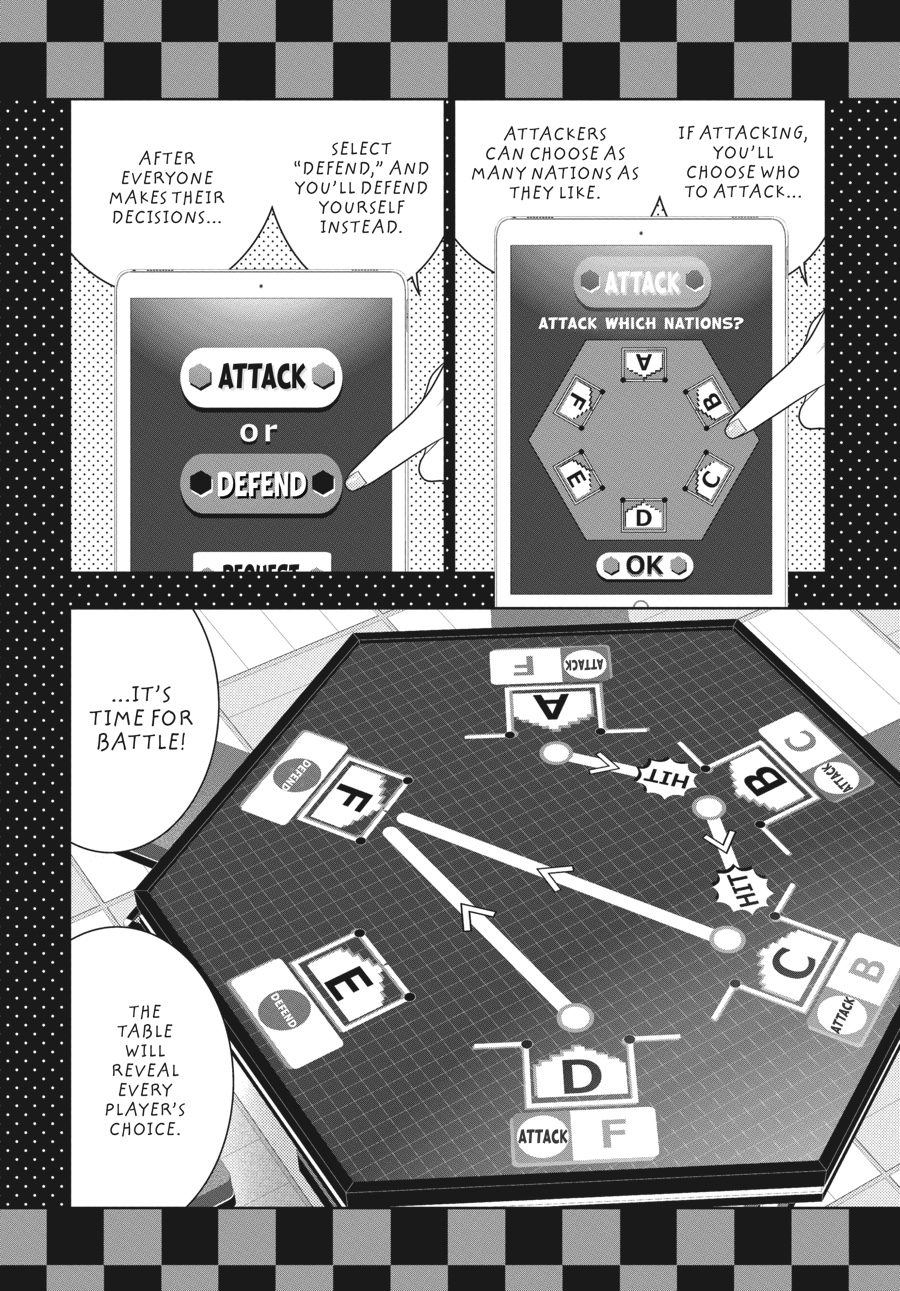 IF ATTACKING,
YOU'LL
CHOOSE WHO
TO ATTACK...
ATTACKERS
CAN CHOOSE AS
MANY NATIONS AS
THEY LIKE.
ATTACK
ATTACK WHICH NATIONS?
A
B
C
D
E
F
OK
SELECT
"DEFEND," AND
YOU'LL DEFEND
YOURSELF
INSTEAD.
AFTER
EVERYONE
MAKES THEIR
DECISIONS...
ATTACK
or
DEFEND
REQUEST
...IT'S
TIME FOR
BATTLE!
ATTACK F
A
HIT
ATTACK C
B
HIT
ATTACK B
C
D
ATTACK F
E
DEFEND
F
DEFEND
THE
TABLE
WILL
REVEAL
EVERY
PLAYER'S
CHOICE.